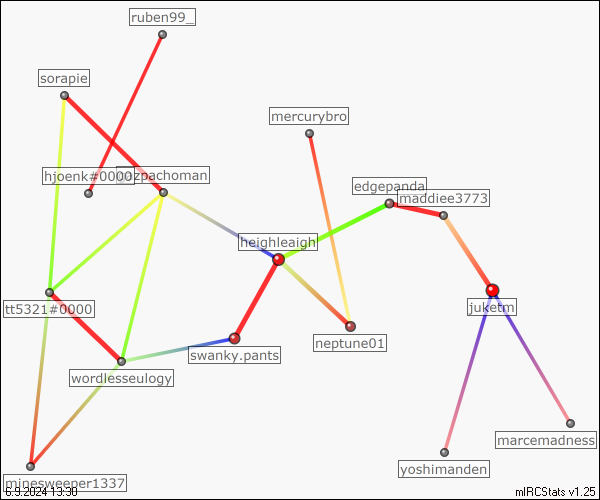 ruben99_
sorapie
mercurybro
hjoenk#0000
zpachoman
edgepanda
maddiee3773
heighleaigh
tt5321#0000
juketm
neptune01
swanky.pants
wordlesseulogy
marcemadness
yoshimanden
minesweeper1337
6.9.2024 13:30
mIRCStats v1.25